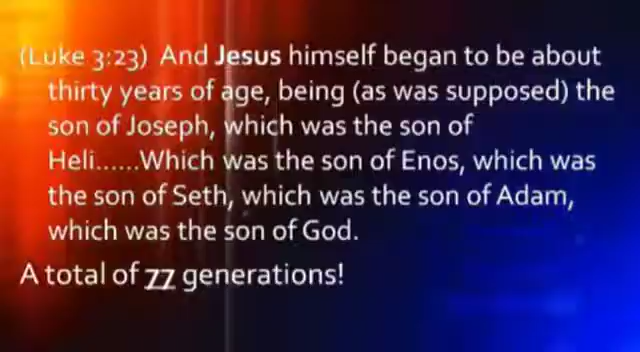 (Luke 3:23) And Jesus himself began to be about
thirty years of age, being (as was supposed) the
son of Joseph, which was the son of
Heli......Which was the son of Enos, which was
the son of Seth, which was the son of Adam,
which was the son of God.
A total of 77 generations!